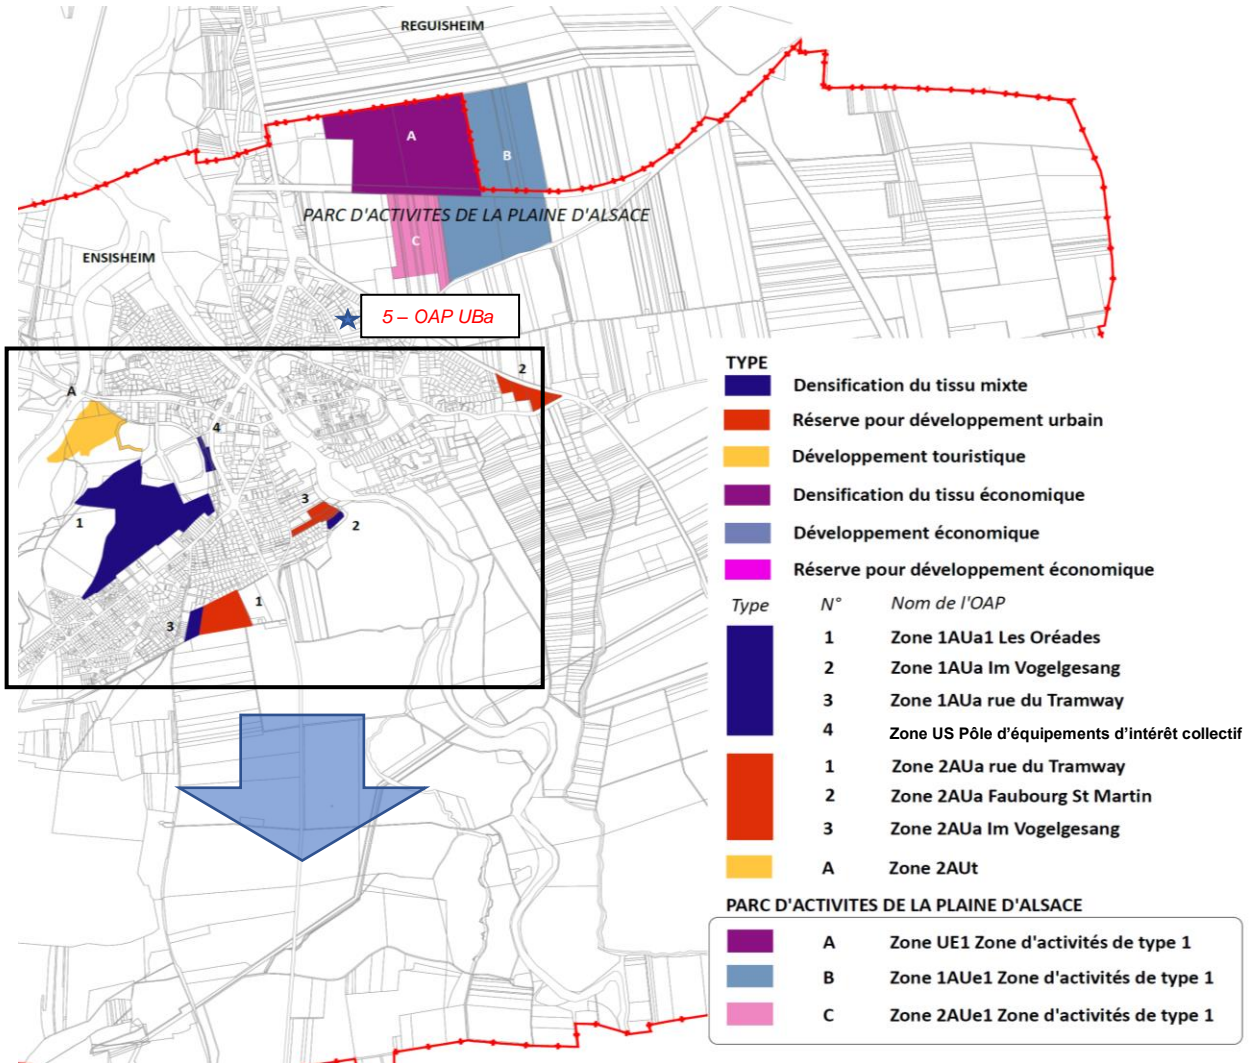 REGUISHEIM
A
B
PARC D'ACTIVITES DE LA PLAINE D'ALSACE
C
ENSISHEIM
5 – OAP UBa
2
A
4
1
3
2
1
3
TYPE
Densification du tissu mixte
Réserve pour développement urbain
Développement touristique
Densification du tissu économique
Développement économique
Réserve pour développement économique
Type N° Nom de l'OAP
1 Zone 1AUa1 Les Oréades
2 Zone 1AUa Im Vogelgesang
3 Zone 1AUa rue du Tramway
4 Zone US Pôle d'équipements d'intérêt collectif
1 Zone 2AUa rue du Tramway
2 Zone 2AUa Faubourg St Martin
3 Zone 2AUa Im Vogelgesang
A Zone 2AUt
PARC D'ACTIVITES DE LA PLAINE D'ALSACE
A Zone UE1 Zone d'activités de type 1
B Zone 1AUe1 Zone d'activités de type 1
C Zone 2AUe1 Zone d'activités de type 1